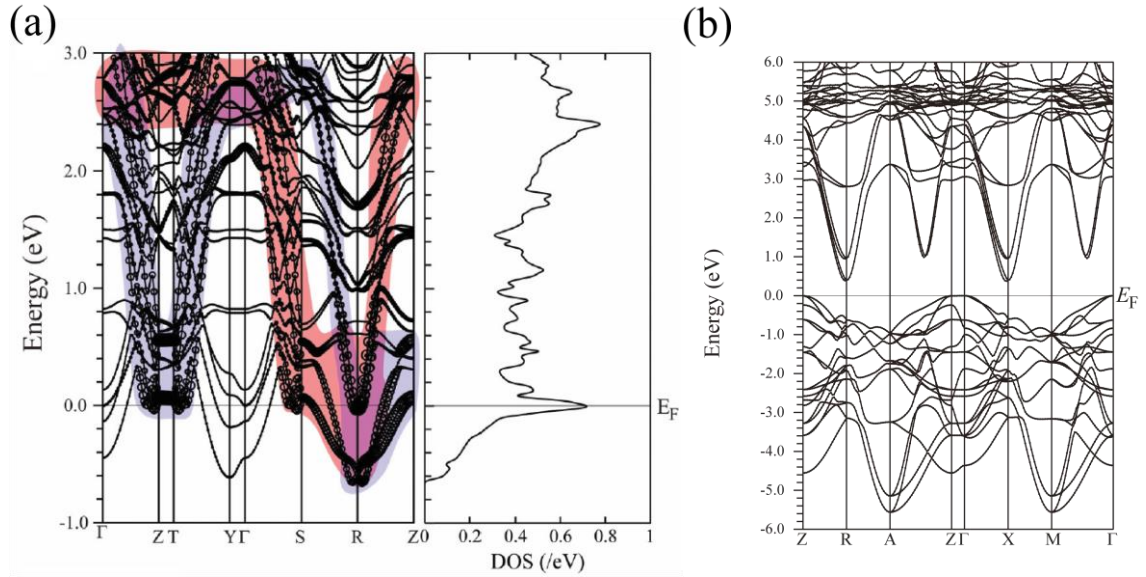 (a)
(b)
Energy (eV)
3.0
2.0
1.0
0.0
-1.0
Γ
Z T
Y Γ
S
R
Z
0
0.2
0.4
0.6
0.8
1
DOS (/eV)
E_F
Energy (eV)
6.0
5.0
4.0
3.0
2.0
1.0
0.0
-1.0
-2.0
-3.0
-4.0
-5.0
-6.0
Z
R
A
Z Γ
X
M
Γ
E_F